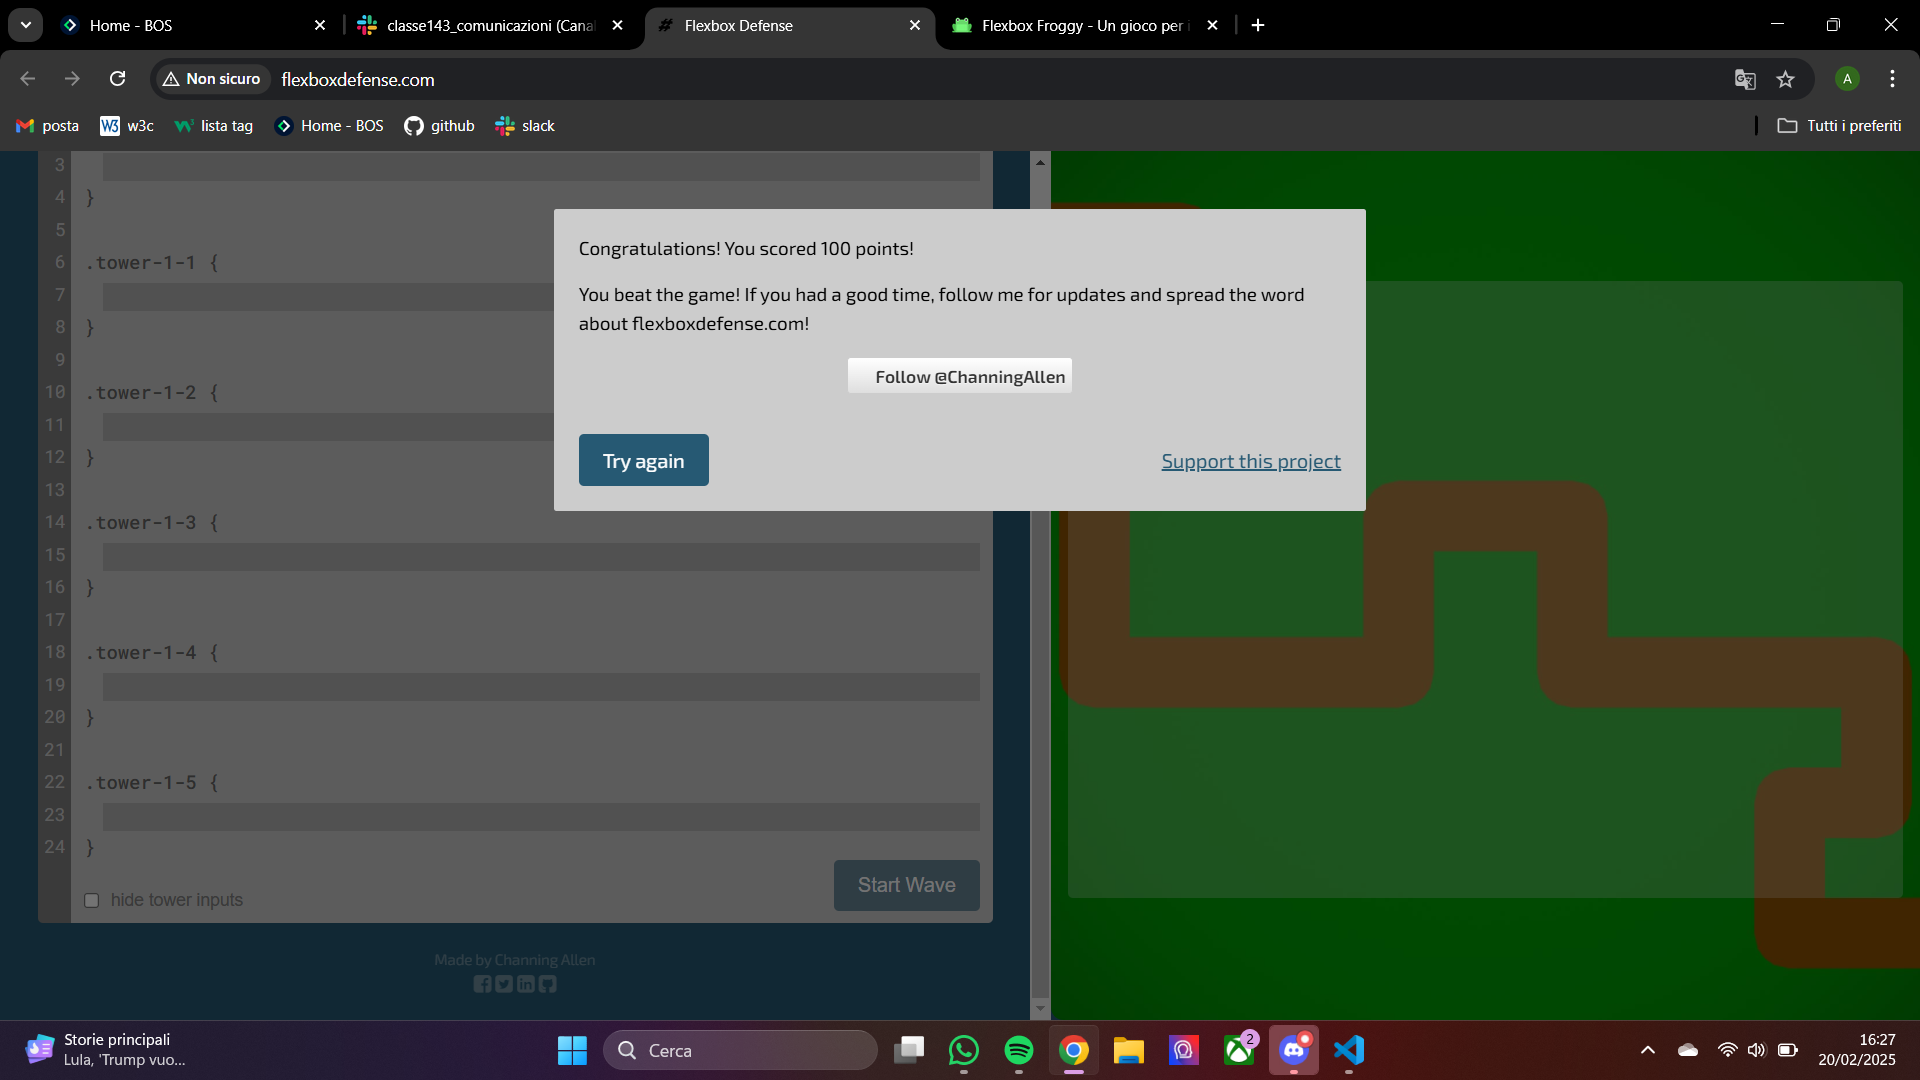 Home - BOS
classe143_comunicazioni (Cana
Flexbox Defense
Flexbox Froggy - Un gioco per i
Non sicuro
flexboxdefense.com
A
posta
w3c
lista tag
Home - BOS
github
slack
Tutti i preferiti
3
4 }
5
6 .tower-1-1 {
7
8 }
9
10 .tower-1-2 {
11
12 }
13
14 .tower-1-3 {
15
16 }
17
18 .tower-1-4 {
19
20 }
21
22 .tower-1-5 {
23
24 }
hide tower inputs
Start Wave
Made by Channing Allen
Congratulations! You scored 100 points!
You beat the game! If you had a good time, follow me for updates and spread the word
about flexboxdefense.com!
Follow @ChanningAllen
Try again
Support this project
Storie principali
Lula, 'Trump vuo...
Cerca
2
16:27
20/02/2025